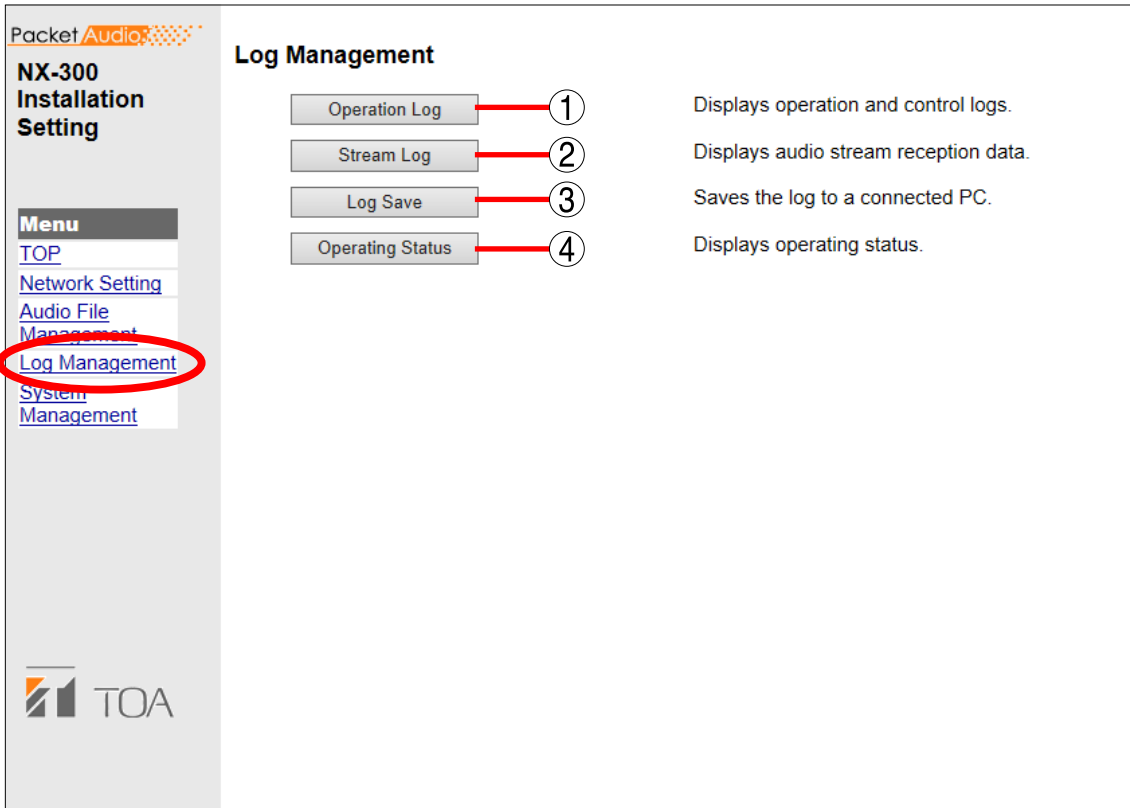 Packet Audio
NX-300
Installation
Setting
Menu
TOP
Network Setting
Audio File
Management
Log Management
System
Management
TOA
Log Management
Operation Log ① Displays operation and control logs.
Stream Log ② Displays audio stream reception data.
Log Save ③ Saves the log to a connected PC.
Operating Status ④ Displays operating status.